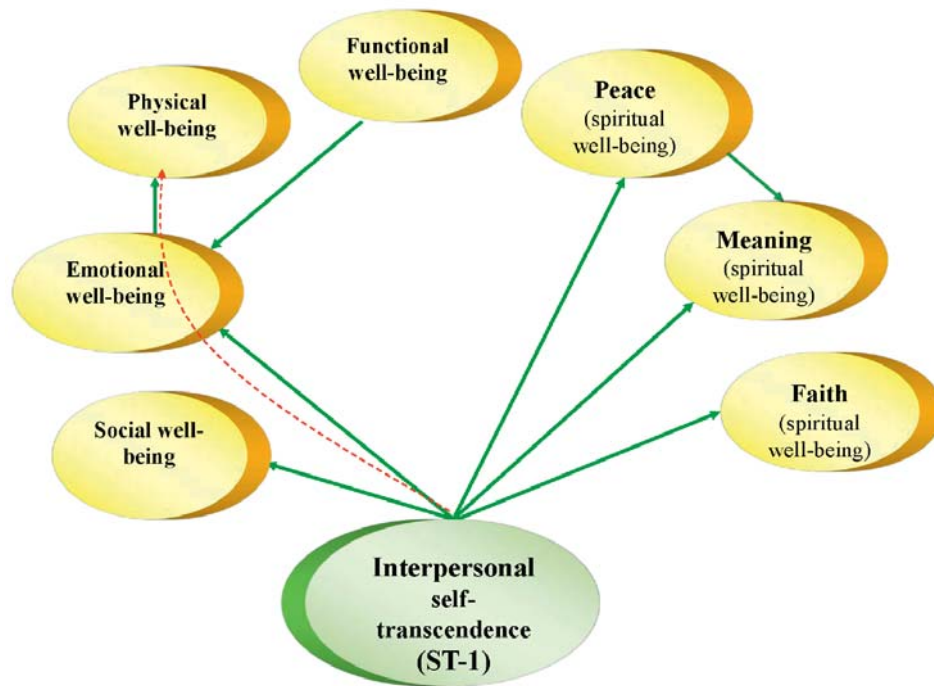 Functional
well-being
Physical
well-being
Peace
(spiritual
well-being)
Emotional
well-being
Meaning
(spiritual
well-being)
Social well-
being
Faith
(spiritual
well-being)
Interpersonal
self-
transcendence
(ST-1)